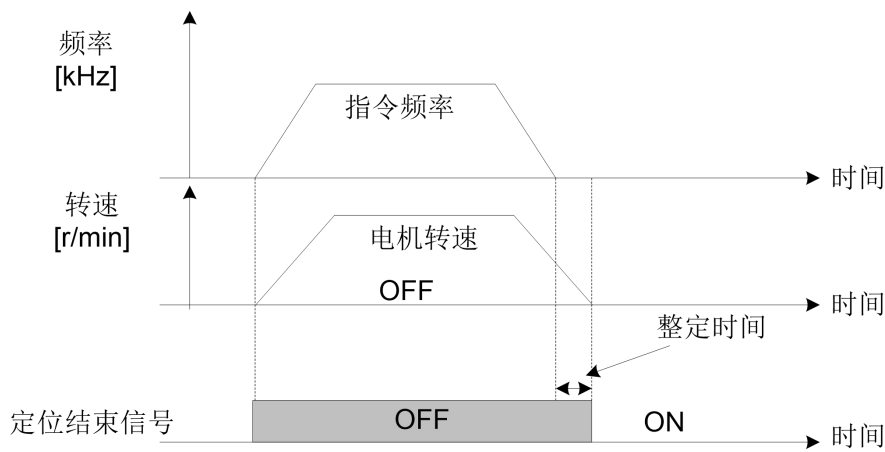 频率
[kHz]
指令频率
时间
转速
[r/min]
电机转速
OFF
时间
整定时间
定位结束信号
OFF
ON
时间